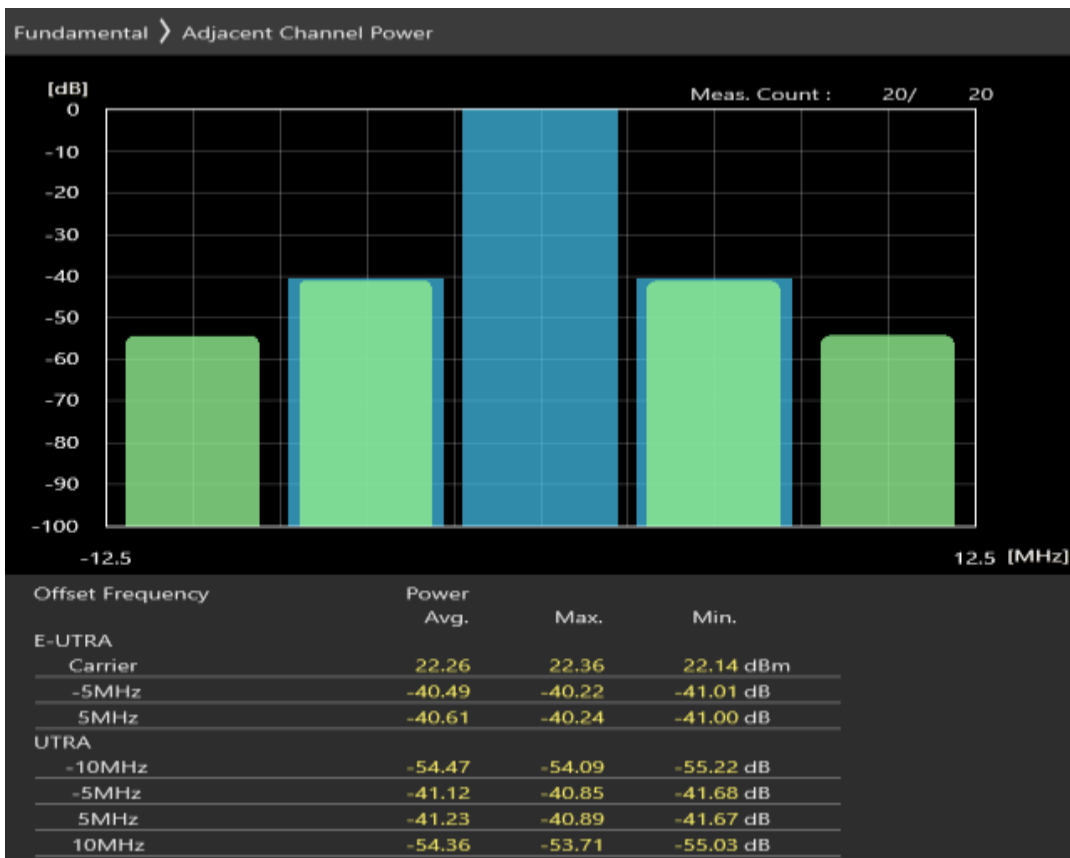 Fundamental 》 Adjacent Channel Power
[dB]
Meas. Count : 20/ 20
0
-10
-20
-30
-40
-50
-60
-70
-80
-90
-100
-12.5 12.5 [MHz]
Offset Frequency Power
Avg. Max. Min.
E-UTRA
Carrier 22.26 22.36 22.14 dBm
-5MHz -40.49 -40.22 -41.01 dB
5MHz -40.61 -40.24 -41.00 dB
UTRA
-10MHz -54.47 -54.09 -55.22 dB
-5MHz -41.12 -40.85 -41.68 dB
5MHz -41.23 -40.89 -41.67 dB
10MHz -54.36 -53.71 -55.03 dB